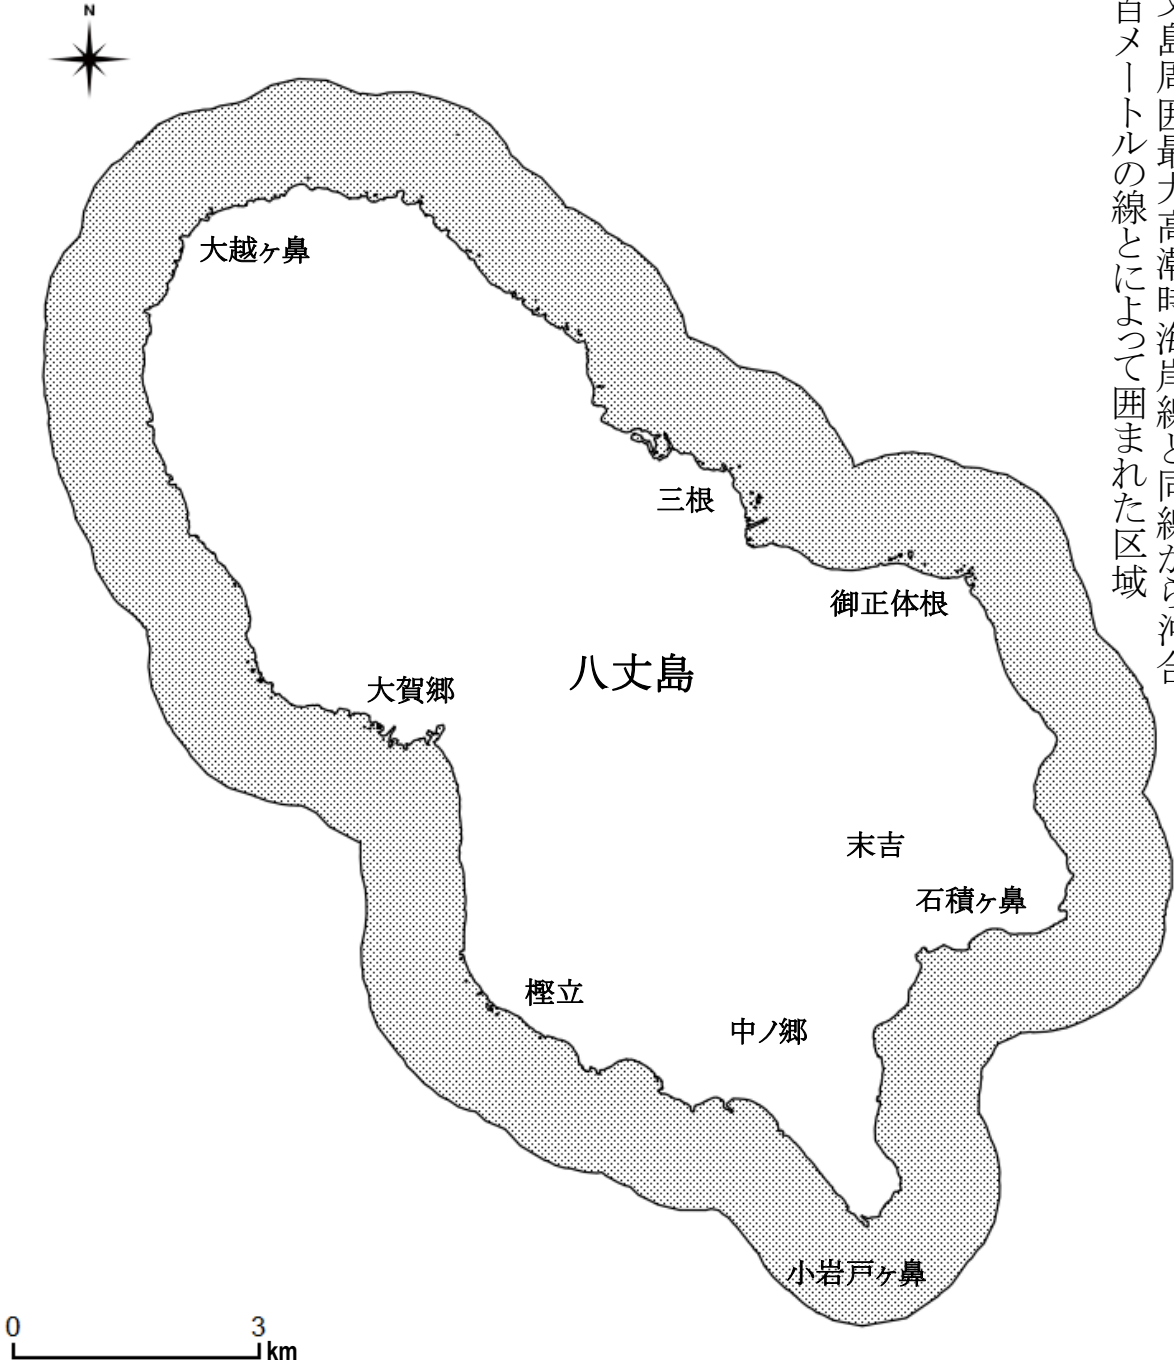 丈島周囲最大高潮時海岸線と同線から沖合
百メートルの線とによって囲まれた区域
N
大越ヶ鼻
三根
御正体根
八丈島
大賀郷
末吉
石積ヶ鼻
樫立
中ノ郷
小岩戸ヶ鼻
0 3
km